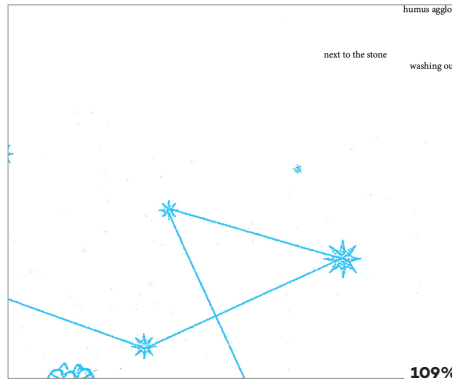 humus agglo
next to the stone
washing ou
109%